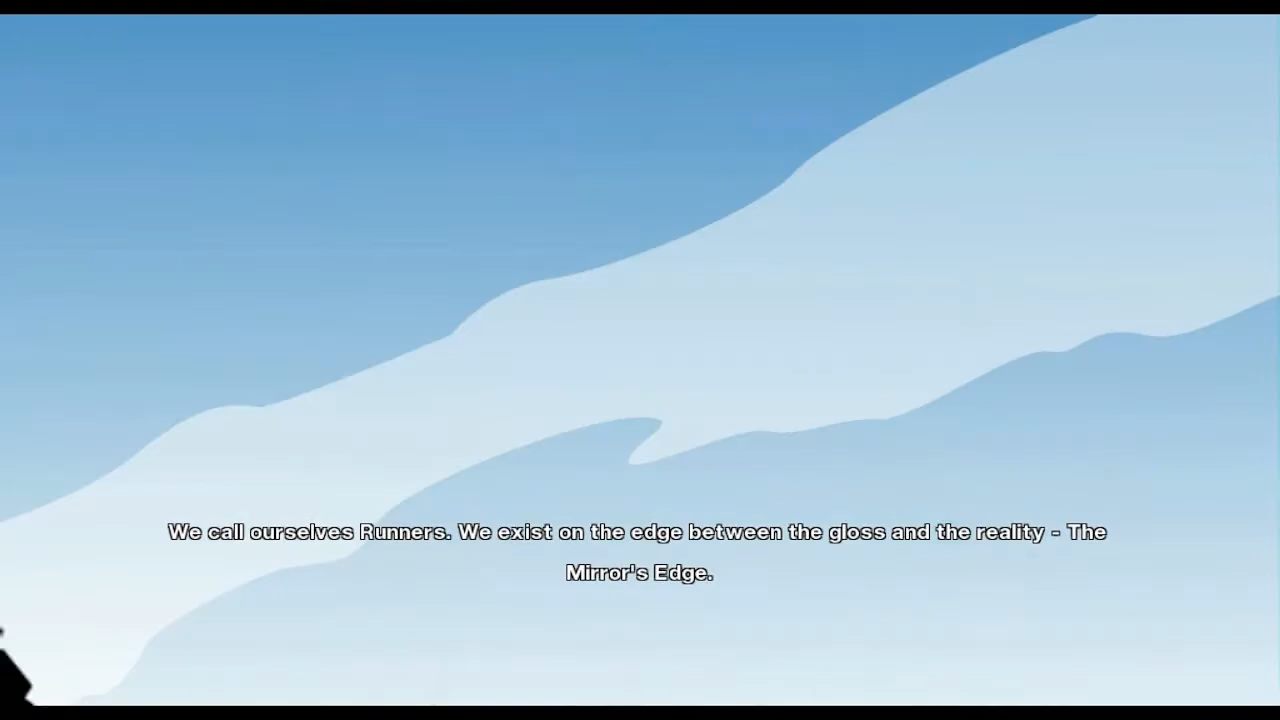 We call ourselves Runners. We exist on the edge between the gloss and the reality - The
Mirror's Edge.